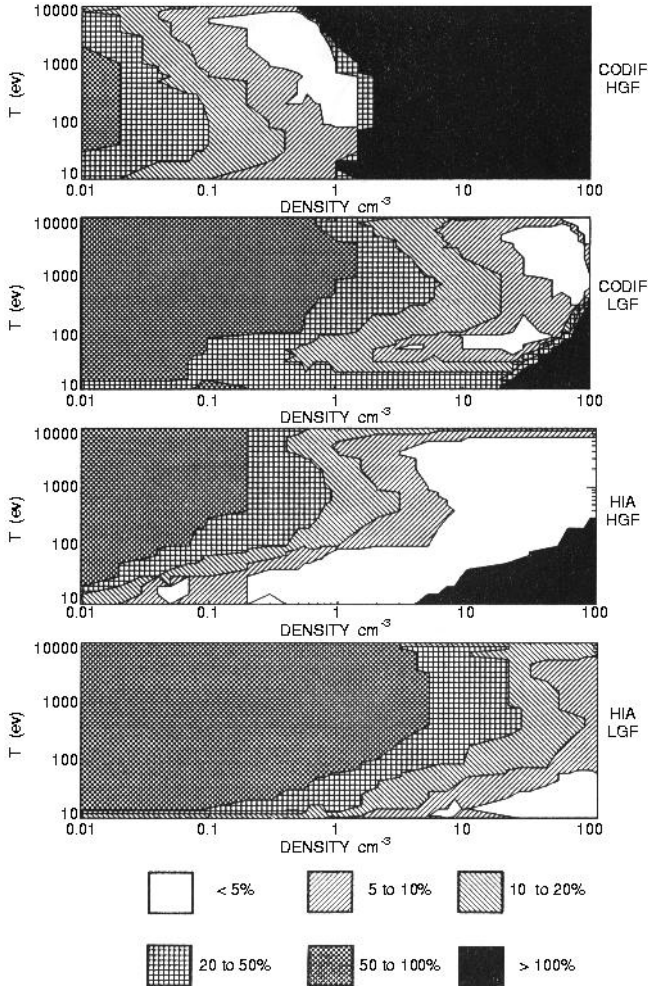 10000
1000
100
10
T (ev)
CODIF
HGF
0.01 0.1 1 10 100
DENSITY cm-3
10000
1000
100
10
T (ev)
CODIF
LGF
0.01 0.1 1 10 100
DENSITY cm-3
10000
1000
100
10
T (ev)
HIA
HGF
0.01 0.1 1 10 100
DENSITY cm-3
10000
1000
100
10
T (ev)
HIA
LGF
0.01 0.1 1 10 100
DENSITY cm-3
< 5% 5 to 10% 10 to 20%
20 to 50% 50 to 100% > 100%